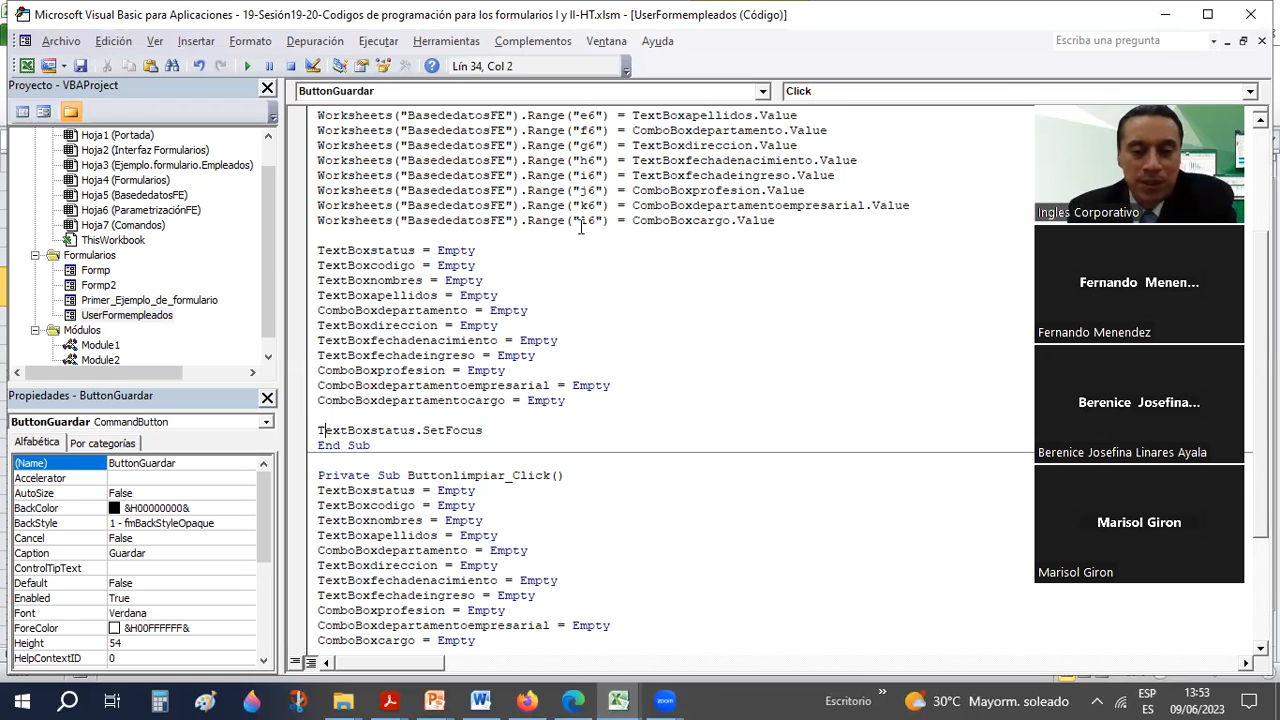 Microsoft Visual Basic para Aplicaciones - 19-Sesión19-20-Codigos de programación para los formularios I y II-HT.xlsm - [UserFormempleados (Código)]
Archivo Edición Ver Insertar Formato Depuración Ejecutar Herramientas Complementos Ventana Ayuda
Escriba una pregunta
Lín 34, Col 2
Proyecto - VBAProject
Hoja1 (Portada)
Hoja2 (Interfaz Formularios)
Hoja3 (Ejemplo.formulario.Empleados)
Hoja4 (Formularios)
Hoja5 (BasededatosFE)
Hoja6 (ParametrizaciónFE)
Hoja7 (Comandos)
ThisWorkbook
Formularios
Formp
Formp2
Primer_Ejemplo_de_formulario
UserFormempleados
Módulos
Module1
Module2
Propiedades - ButtonGuardar
ButtonGuardar CommandButton
Alfabética Por categorías
(Name) ButtonGuardar
Accelerator
AutoSize False
BackColor &H00000000&
BackStyle 1 - fmBackStyleOpaque
Cancel False
Caption Guardar
ControlTipText
Default False
Enabled True
Font Verdana
ForeColor &H00FFFFFF&
Height 54
HelpContextID 0
ButtonGuardar Click
Worksheets("BasededatosFE").Range("e6") = TextBoxapellidos.Value
Worksheets("BasededatosFE").Range("f6") = ComboBoxdepartamento.Value
Worksheets("BasededatosFE").Range("g6") = TextBoxdireccion.Value
Worksheets("BasededatosFE").Range("h6") = TextBoxfechadenacimiento.Value
Worksheets("BasededatosFE").Range("i6") = TextBoxfechadeingreso.Value
Worksheets("BasededatosFE").Range("j6") = ComboBoxprofesion.Value
Worksheets("BasededatosFE").Range("k6") = ComboBoxdepartamentoempresarial.Value
Worksheets("BasededatosFE").Range("l6") = ComboBoxcargo.Value
TextBoxstatus = Empty
TextBoxcodigo = Empty
TextBoxnombres = Empty
TextBoxapellidos = Empty
ComboBoxdepartamento = Empty
TextBoxdireccion = Empty
TextBoxfechadenacimiento = Empty
TextBoxfechadeingreso = Empty
ComboBoxprofesion = Empty
ComboBoxdepartamentoempresarial = Empty
ComboBoxdepartamentocargo = Empty
TextBoxstatus.SetFocus
End Sub
Private Sub Buttonlimpiar_Click()
TextBoxstatus = Empty
TextBoxcodigo = Empty
TextBoxnombres = Empty
TextBoxapellidos = Empty
ComboBoxdepartamento = Empty
TextBoxdireccion = Empty
TextBoxfechadenacimiento = Empty
TextBoxfechadeingreso = Empty
ComboBoxprofesion = Empty
ComboBoxdepartamentoempresarial = Empty
ComboBoxcargo = Empty
Ingles Corporativo
Fernando Menen...
Fernando Menendez
Berenice Josefina...
Berenice Josefina Linares Ayala
Marisol Giron
Marisol Giron
zoom
Escritorio
30°C Mayorm. soleado
ESP
ES
13:53
09/06/2023